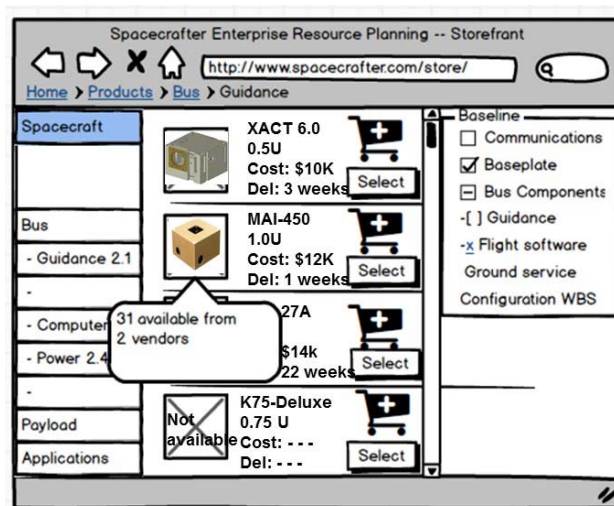 Spacecrafter Enterprise Resource Planning -- Storefrant
http://www.spacecrafter.com/store/
Home > Products > Bus > Guidance
Spacecraft
Bus
- Guidance 2.1
-
- Computer
- Power 2.4
-
Payload
Applications
XACT 6.0
0.5U
Cost: $10K
Del: 3 weeks
Select
MAI-450
1.0U
Cost: $12K
Del: 1 weeks
Select
31 available from
2 vendors
27A
$14k
22 weeks
Select
Not
available
K75-Deluxe
0.75 U
Cost: - - -
Del: - - -
Select
Baseline
Communications
Baseplate
Bus Components
-[ ] Guidance
-x Flight software
Ground service
Configuration WBS